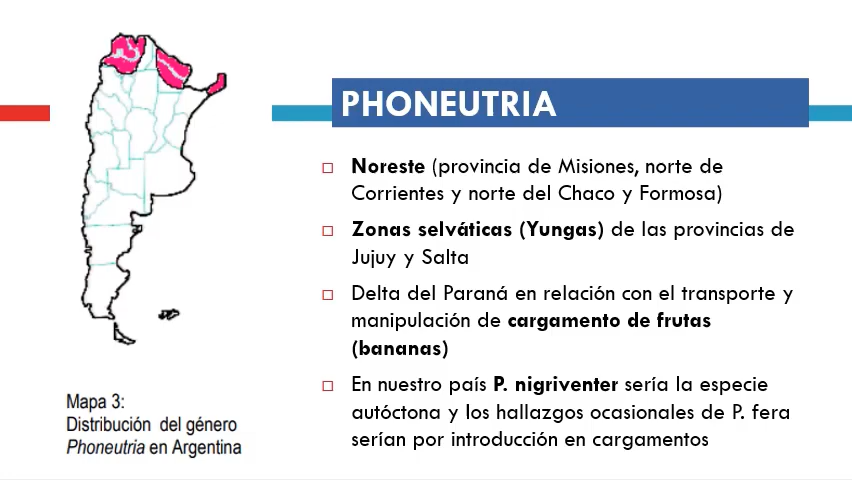 PHONEUTRIA
Noreste (provincia de Misiones, norte de
Corrientes y norte del Chaco y Formosa)
Zonas selváticas (Yungas) de las provincias de
Jujuy y Salta
Delta del Paraná en relación con el transporte y
manipulación de cargamento de frutas
(bananas)
En nuestro país P. nigriventer sería la especie
autóctona y los hallazgos ocasionales de P. fera
serían por introducción en cargamentos
Mapa 3:
Distribución del género
Phoneutria en Argentina